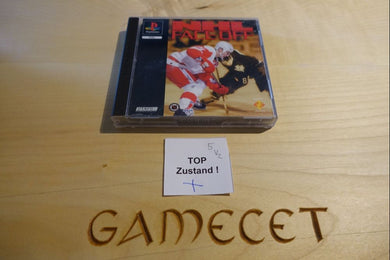 NHL
FACE OFF
TOP
Zustand !
GAMECET